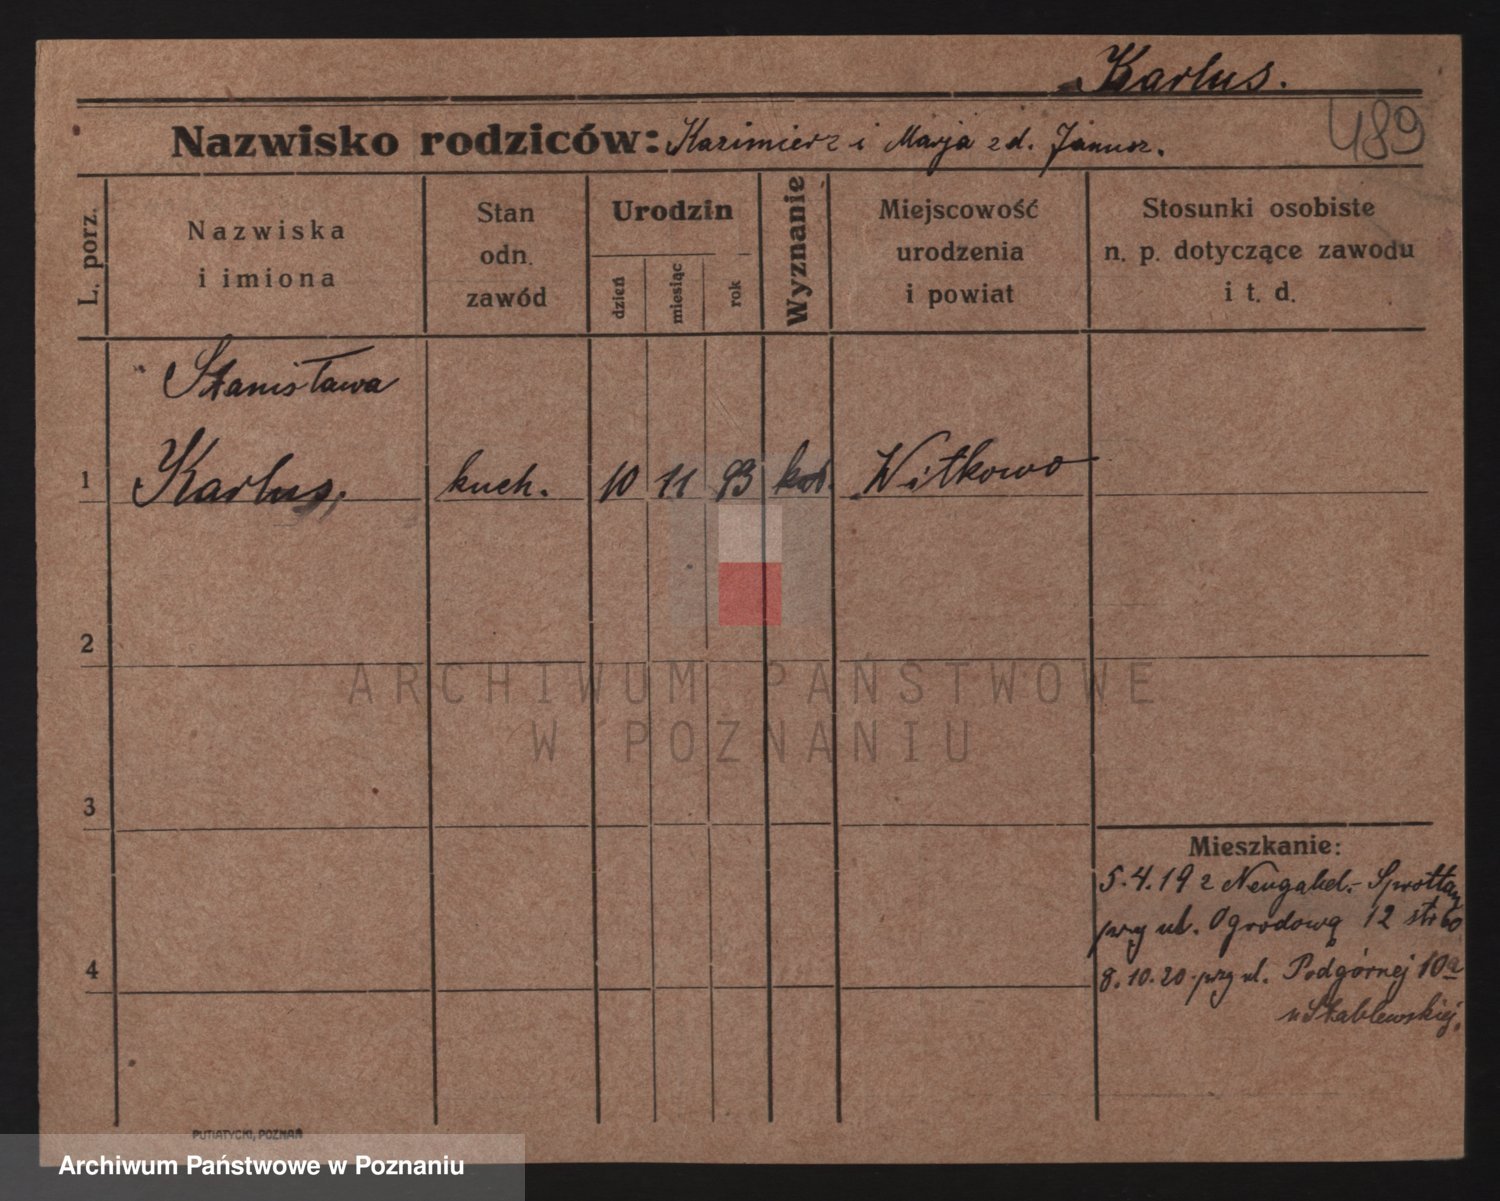 Karlus.
489
Nazwisko rodziców: Kazimierz i Marja zd. Janusz.
L. porz.
Nazwiska
i imiona
Stan
odn.
zawód
Urodzin
dzień
miesiąc
rok
Wyznanie
Miejscowość
urodzenia
i powiat
Stosunki osobiste
n. p. dotyczące zawodu
i t. d.
Stanisława
1 Karlus, kuch. 10 11 93 kat. Witkowo
2
ARCHIWUM PAŃSTWOWE
W POZNANIU
3
Mieszkanie:
5.4.19 z Neugabel.- Sprottau
przy ul. Ogrodową 12 str
4
8.10.20 przy ul. Podgórnej 10a
u Stablewskiej.
PUTIATYCKI, POZNAŃ
Archiwum Państwowe w Poznaniu